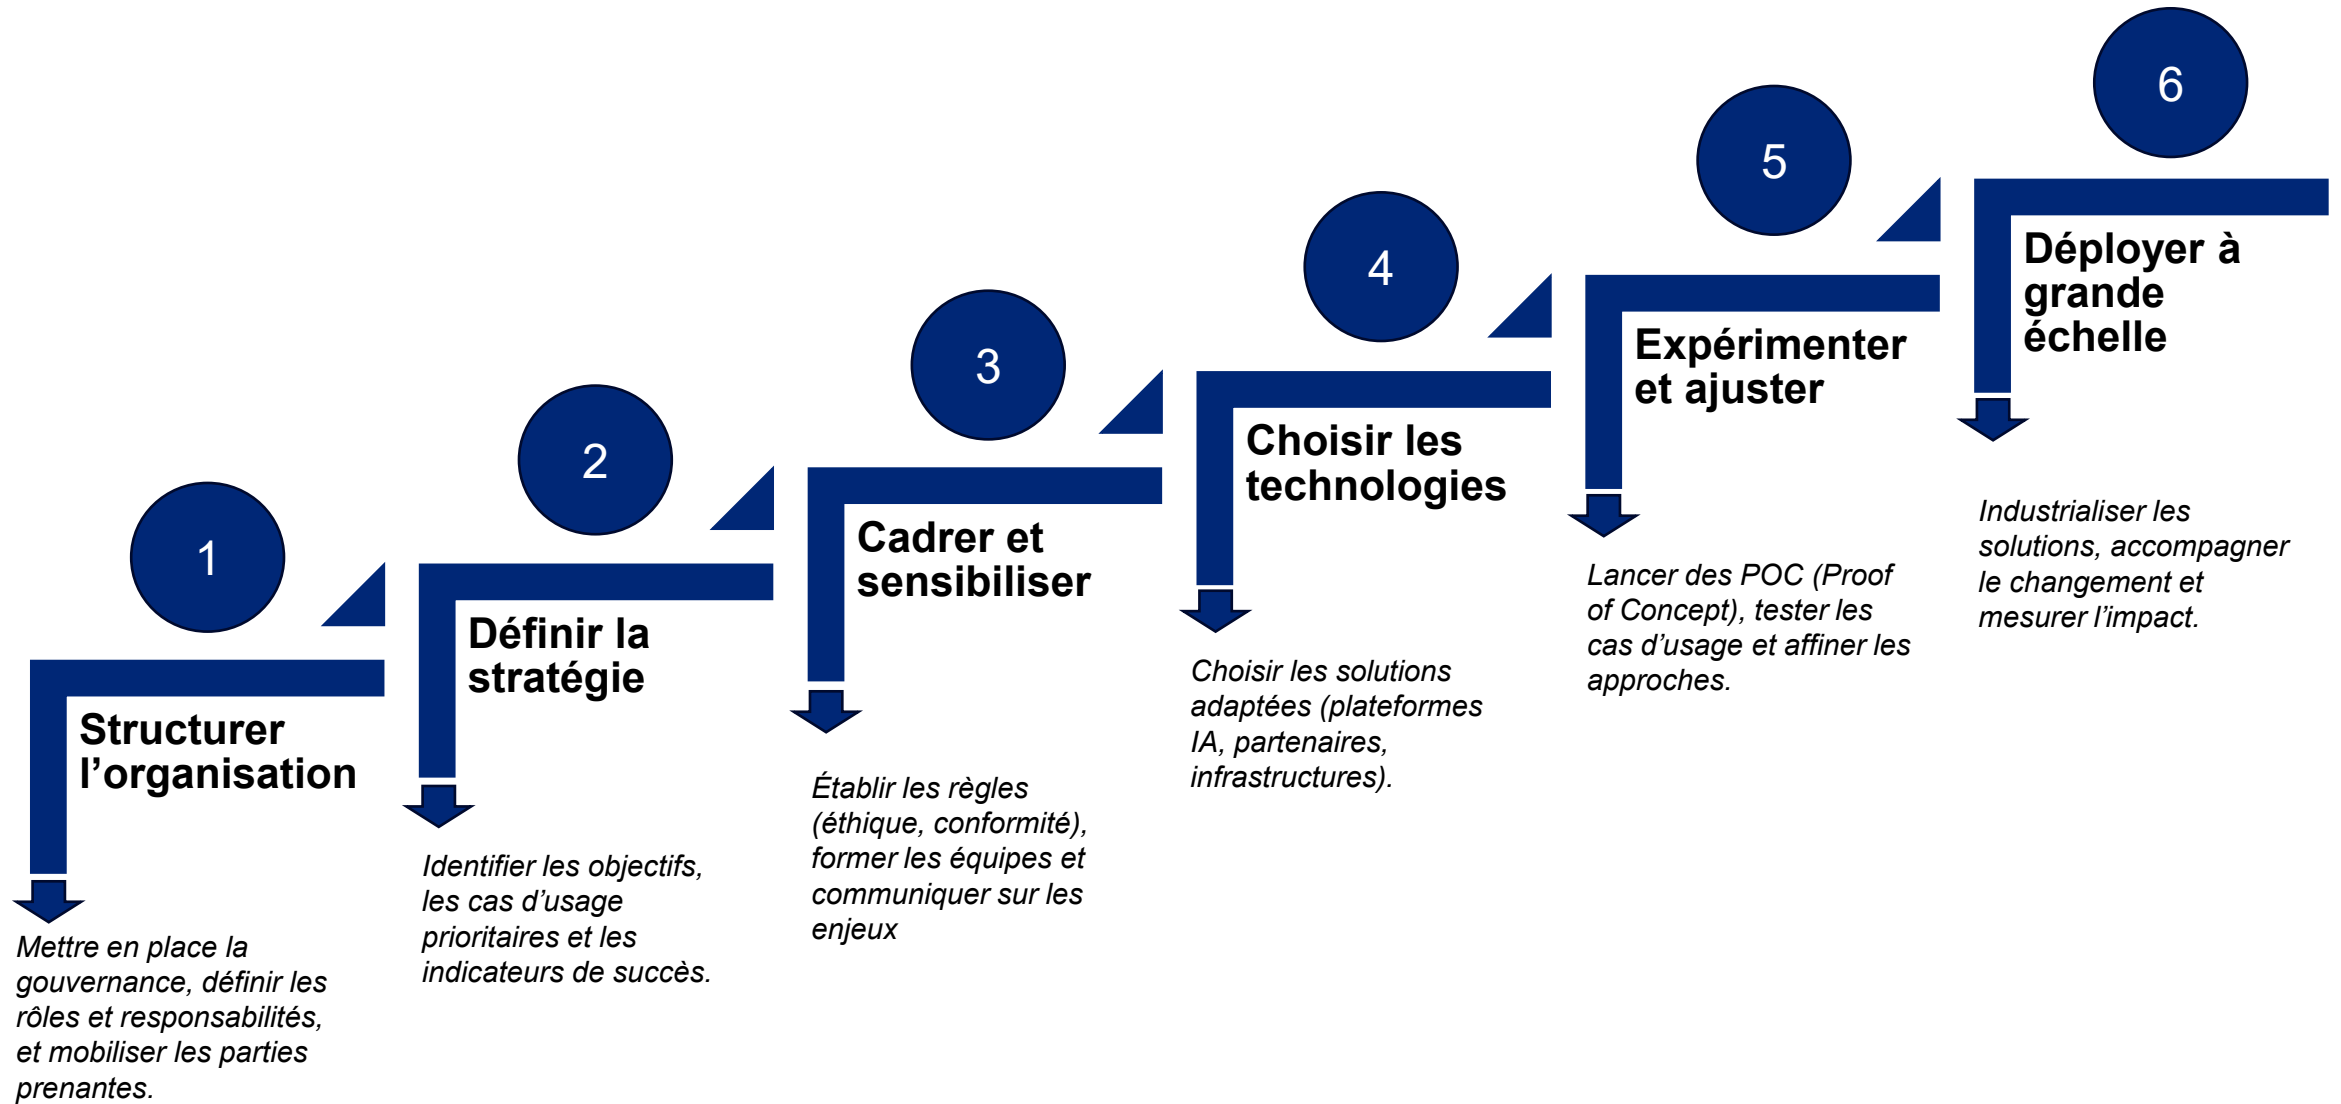 1
Structurer
l’organisation
Mettre en place la
gouvernance, définir les
rôles et responsabilités,
et mobiliser les parties
prenantes.
2
Définir la
stratégie
Identifier les objectifs,
les cas d’usage
prioritaires et les
indicateurs de succès.
3
Cadrer et
sensibiliser
Établir les règles
(éthique, conformité),
former les équipes et
communiquer sur les
enjeux
4
Choisir les
technologies
Choisir les solutions
adaptées (plateformes
IA, partenaires,
infrastructures).
5
Expérimenter
et ajuster
Lancer des POC (Proof
of Concept), tester les
cas d’usage et affiner les
approches.
6
Déployer à
grande
échelle
Industrialiser les
solutions, accompagner
le changement et
mesurer l’impact.